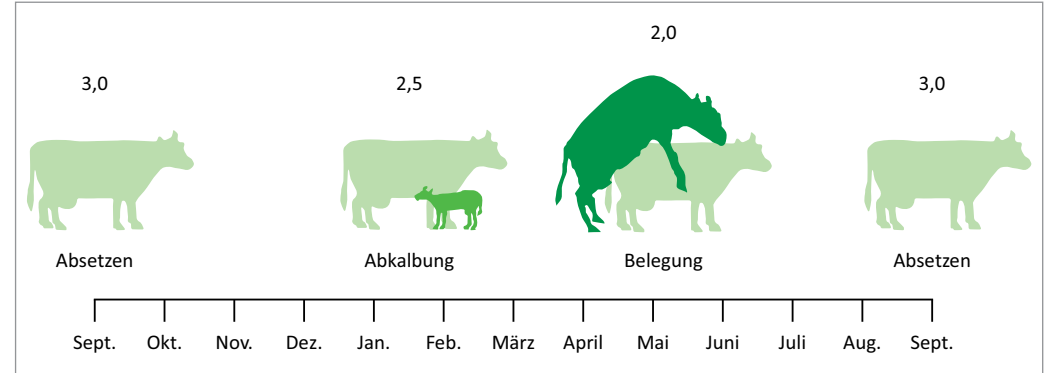 2,0
3,0 2,5 3,0
Absetzen Abkalbung Belegung Absetzen
Sept. Okt. Nov. Dez. Jan. Feb. März April Mai Juni Juli Aug. Sept.